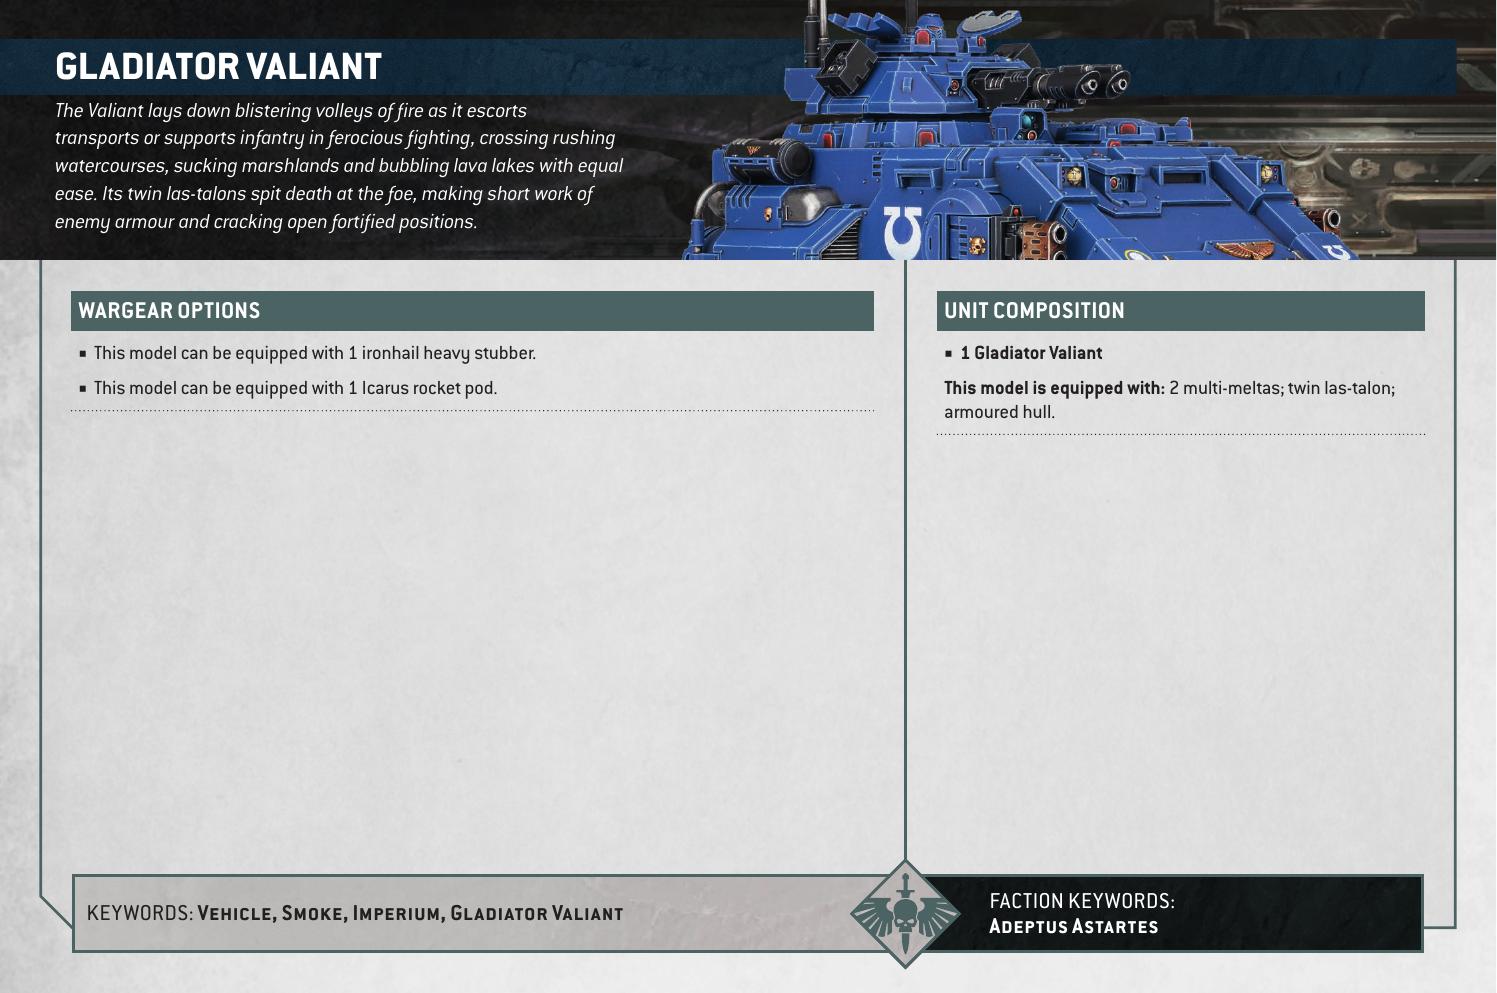 GLADIATOR VALIANT
The Valiant lays down blistering volleys of fire as it escorts
transports or supports infantry in ferocious fighting, crossing rushing
watercourses, sucking marshlands and bubbling lava lakes with equal
ease. Its twin las-talons spit death at the foe, making short work of
enemy armour and cracking open fortified positions.
WARGEAR OPTIONS
■ This model can be equipped with 1 ironhail heavy stubber.
■ This model can be equipped with 1 Icarus rocket pod.
UNIT COMPOSITION
■ 1 Gladiator Valiant
This model is equipped with: 2 multi-meltas; twin las-talon;
armoured hull.
KEYWORDS: Vehicle, Smoke, Imperium, Gladiator Valiant
FACTION KEYWORDS:
Adeptus Astartes